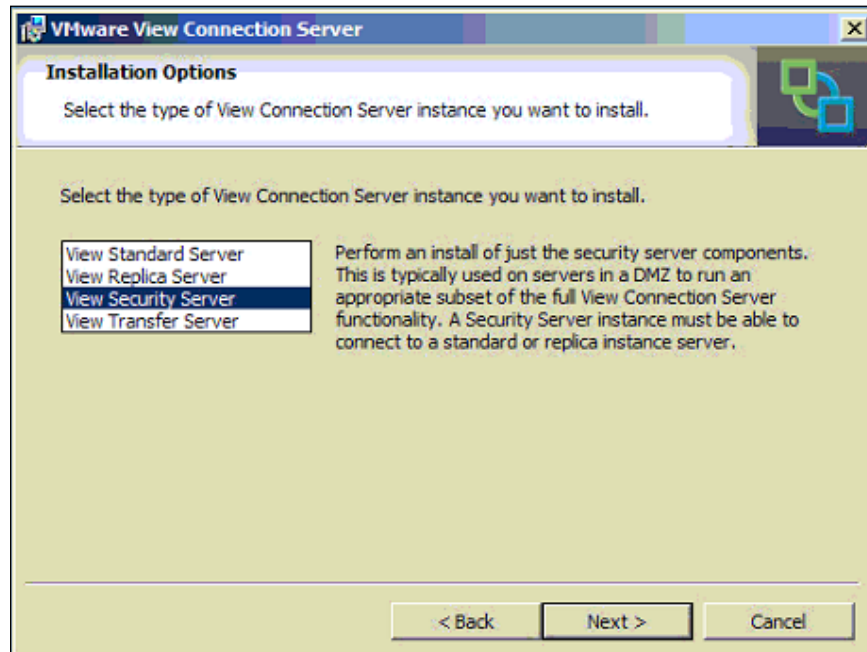 VMware View Connection Server
Installation Options
Select the type of View Connection Server instance you want to install.
Select the type of View Connection Server instance you want to install.
View Standard Server
View Replica Server
View Security Server
View Transfer Server
Perform an install of just the security server components.
This is typically used on servers in a DMZ to run an
appropriate subset of the full View Connection Server
functionality. A Security Server instance must be able to
connect to a standard or replica instance server.
< Back
Next >
Cancel